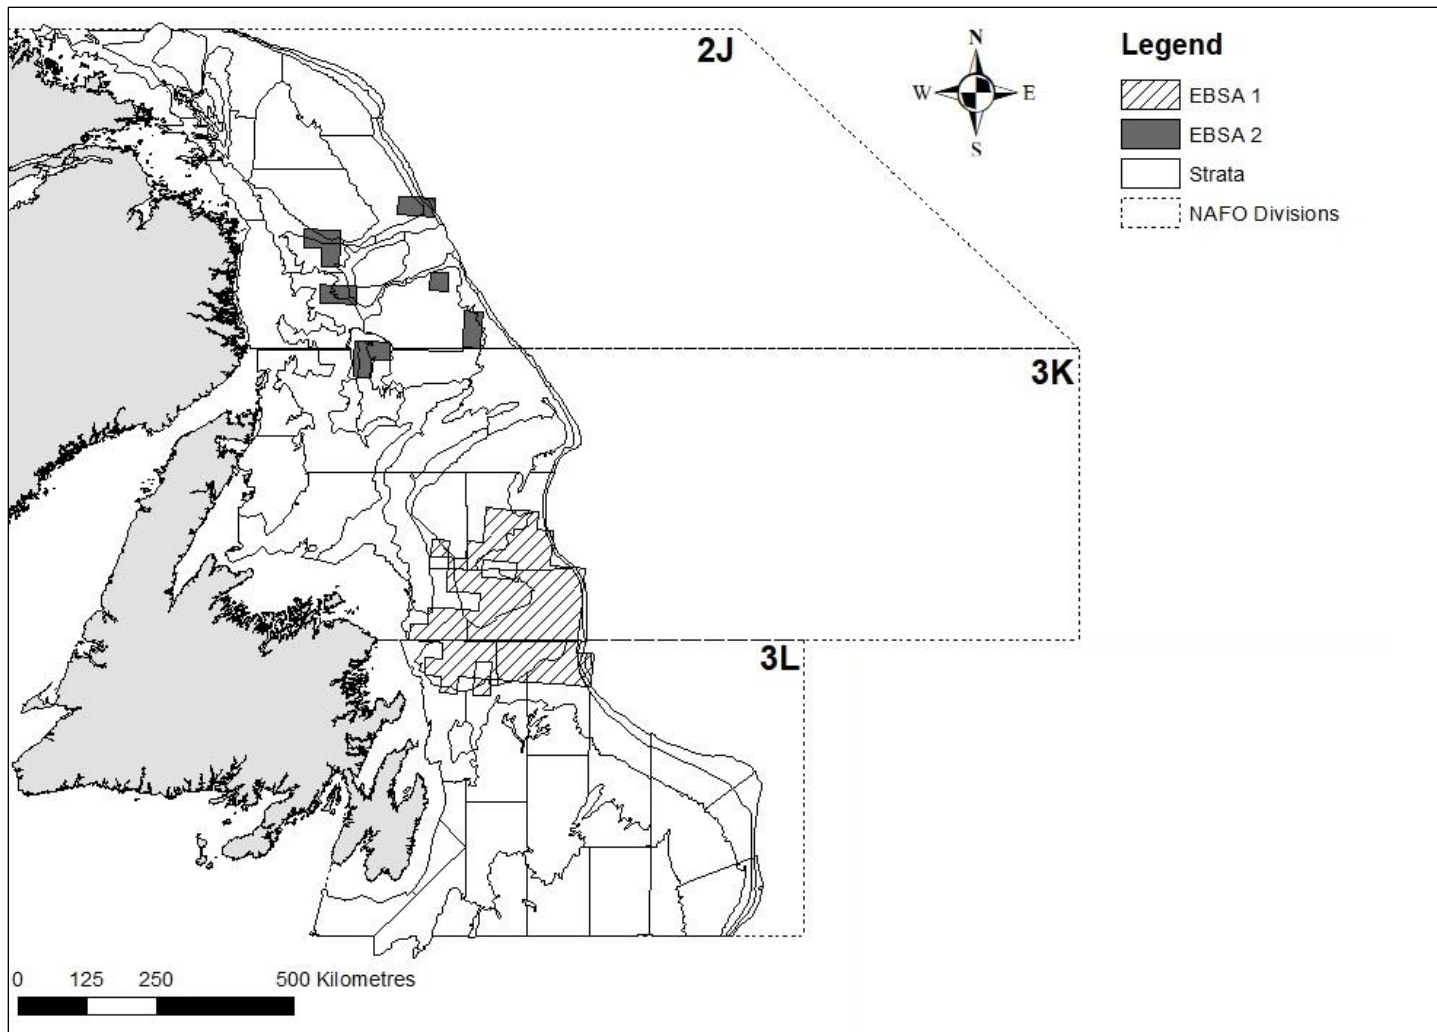 2J
N
W
E
S
Legend
EBSA 1
EBSA 2
Strata
NAFO Divisions
3K
3L
0 125 250 500 Kilometres